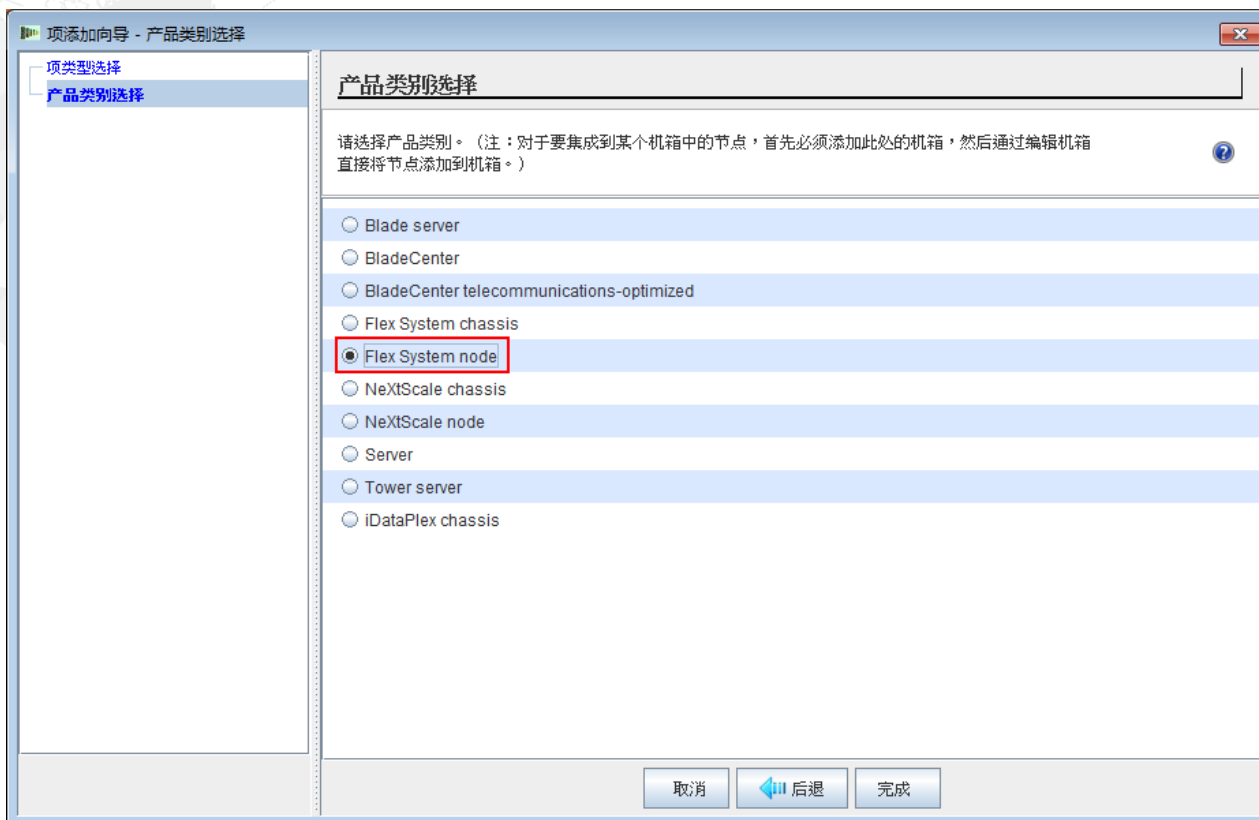 项添加向导 - 产品类别选择
项类型选择
产品类别选择
产品类别选择
请选择产品类别。（注：对于要集成到某个机箱中的节点，首先必须添加此处的机箱，然后通过编辑机箱
直接将节点添加到机箱。）
Blade server
BladeCenter
BladeCenter telecommunications-optimized
Flex System chassis
Flex System node
NeXtScale chassis
NeXtScale node
Server
Tower server
iDataPlex chassis
取消
后退
完成